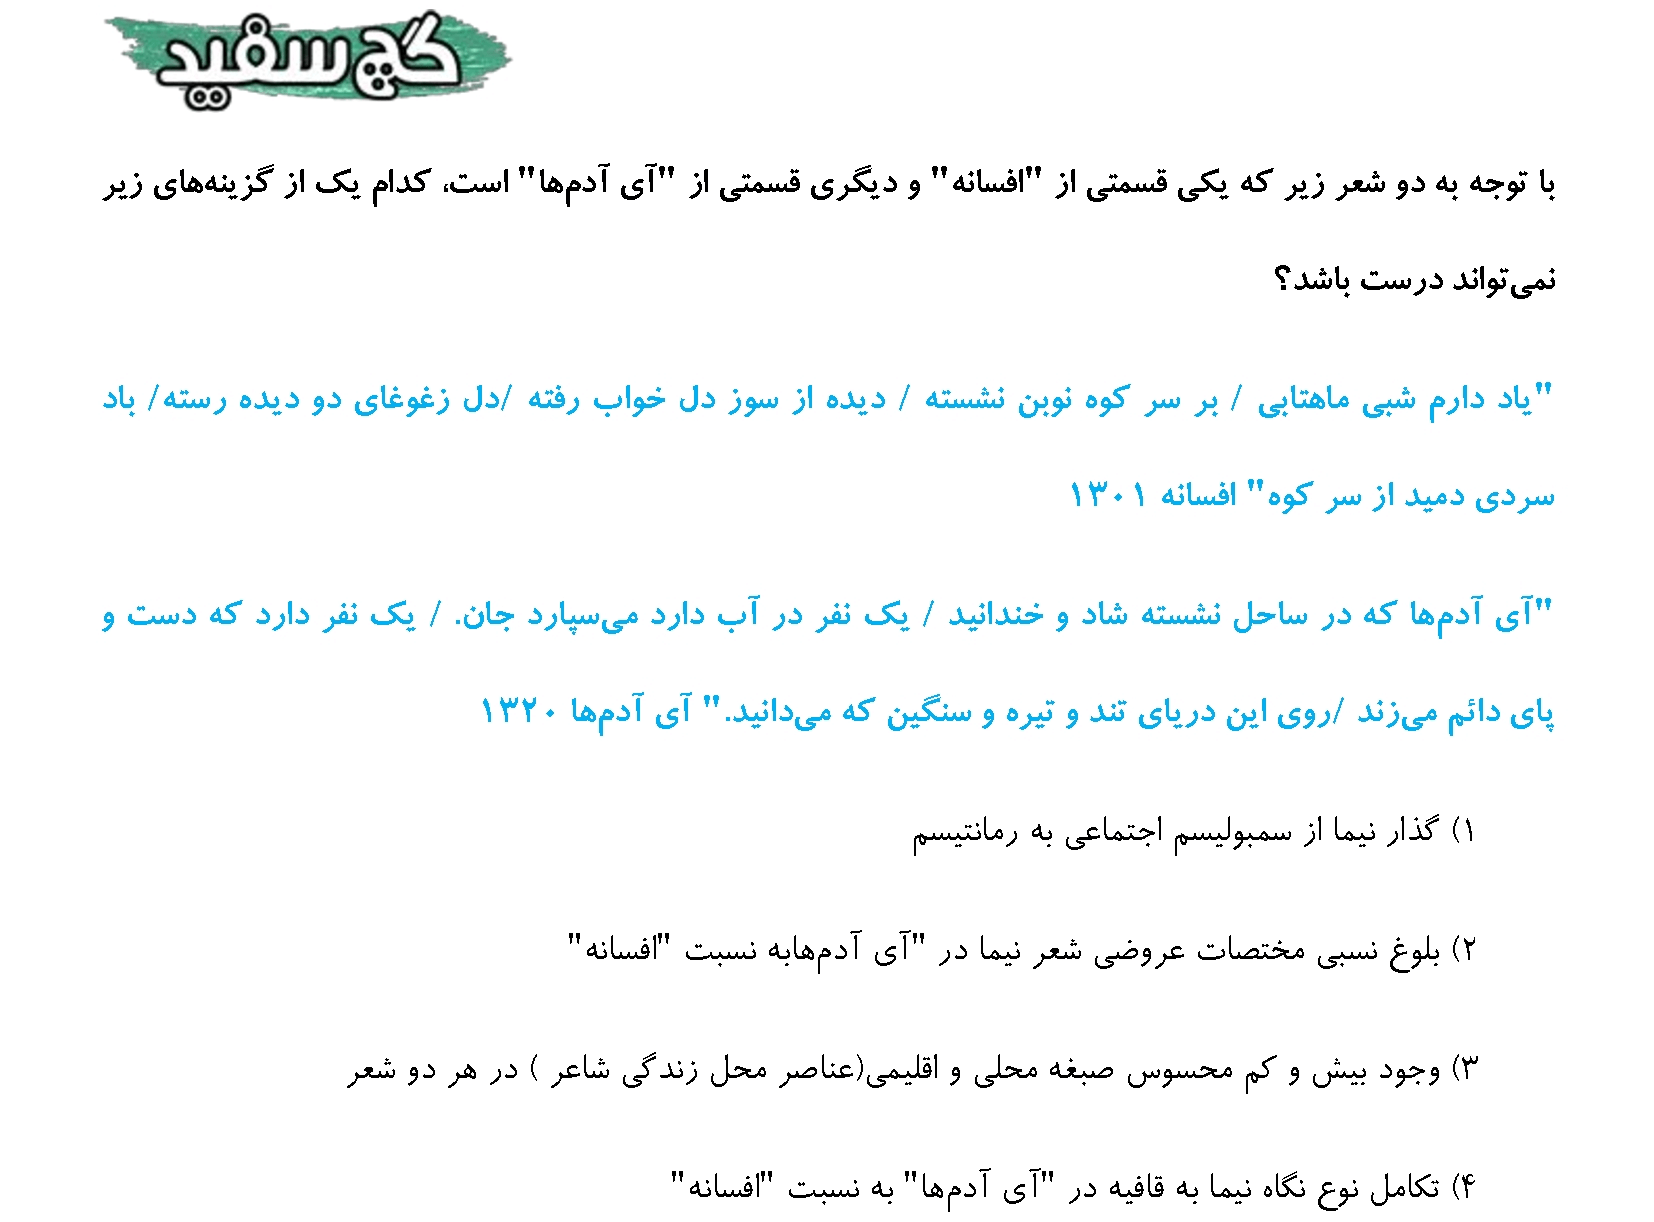 گچ سفید
با توجه به دو شعر زیر که یکی قسمتی از "افسانه" و دیگری قسمتی از "آی آدم‌ها" است، کدام یک از گزینه‌های زیر
نمی‌تواند درست باشد؟
"یاد دارم شبی ماهتابی / بر سر کوه نوبن نشسته / دیده از سوز دل خواب رفته /دل زغوغای دو دیده رسته/ باد
سردی دمید از سر کوه" افسانه ۱۳۰۱
"آی آدم‌ها که در ساحل نشسته شاد و خندانید / یک نفر در آب دارد می‌سپارد جان. / یک نفر دارد که دست و
پای دائم می‌زند /روی این دریای تند و تیره و سنگین که می‌دانید." آی آدم‌ها ۱۳۲۰
۱) گذار نیما از سمبولیسم اجتماعی به رمانتیسم
۲) بلوغ نسبی مختصات عروضی شعر نیما در "آی آدم‌هابه نسبت "افسانه"
۳) وجود بیش و کم محسوس صبغه محلی و اقلیمی(عناصر محل زندگی شاعر ) در هر دو شعر
۴) تکامل نوع نگاه نیما به قافیه در "آی آدم‌ها" به نسبت "افسانه"